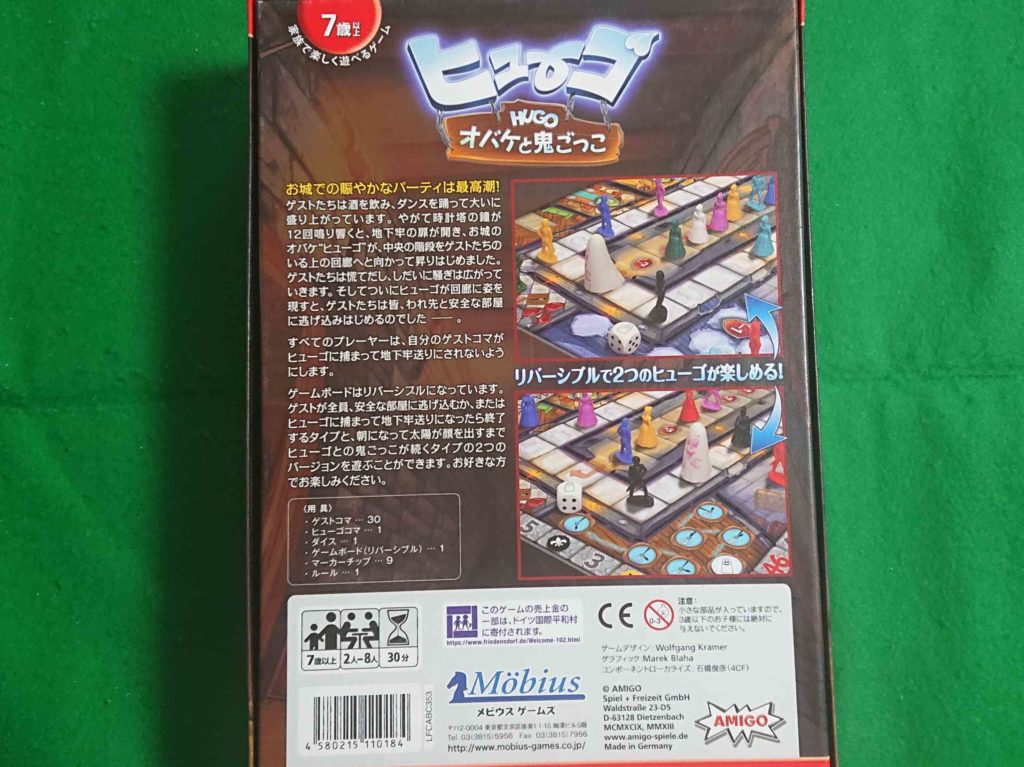 7歳以上
家族で楽しく遊べるゲーム
ヒューゴ
HUGO
オバケと鬼ごっこ
お城での賑やかなパーティは最高潮!
ゲストたちは酒を飲み、ダンスを踊って大いに
盛り上がっています。やがて時計塔の鐘が
12回鳴り響くと、地下牢の扉が開き、お城の
オバケ"ヒューゴ"が、中央の階段をゲストたちの
いる上の回廊へと向かって昇りはじめました。
ゲストたちは慌てだし、しだいに騒ぎは広がって
いきます。そしてついにヒューゴが回廊に姿を
現すと、ゲストたちは皆、われ先と安全な部屋
に逃げ込みはじめるのでした ── 。
すべてのプレーヤーは、自分のゲストコマが
ヒューゴに捕まって地下牢送りにされないよう
にします。
ゲームボードはリバーシブルになっています。
ゲストが全員、安全な部屋に逃げ込むか、または
ヒューゴに捕まって地下牢送りになったら終了
するタイプと、朝になって太陽が顔を出すまで
ヒューゴとの鬼ごっこが続くタイプの2つの
バージョンを遊ぶことができます。お好きな方
でお楽しみください。
リバーシブルで2つのヒューゴが楽しめる!
5
3
〈用 具〉
・ゲストコマ … 30
・ヒューゴコマ … 1
・ダイス … 1
・ゲームボード(リバーシブル) … 1
・マーカーチップ … 9
・ルール … 1
7歳以上
2人−8人
30分
このゲームの売上金の
一部は、ドイツ国際平和村
に寄付されます。
https://www.friedensdorf.de/Welcome-102.html
CE
0-3
注意:
小さな部品が入っていますので、
3歳以下のお子様には絶対に
与えないでください。
ゲームデザイン: Wolfgang Kramer
グラフィック Marek Blaha
コンポーネントローカライズ: 石橋俊彦(4CF)
Möbius
メビウス ゲームズ
〒112-0004 東京都文京区後楽1-1-15 梅澤ビル5階
Tel. 03(3815)5956 Fax. 03(3815)7956
http://www.mobius-games.co.jp/
© AMIGO
Spiel + Freizeit GmbH
Waldstraße 23-D5
D-63128 Dietzenbach
MCMXCIX, MMXIII
www.amigo-spiele.de
Made in Germany
AMIGO
4 580215 110184
LFCABC353